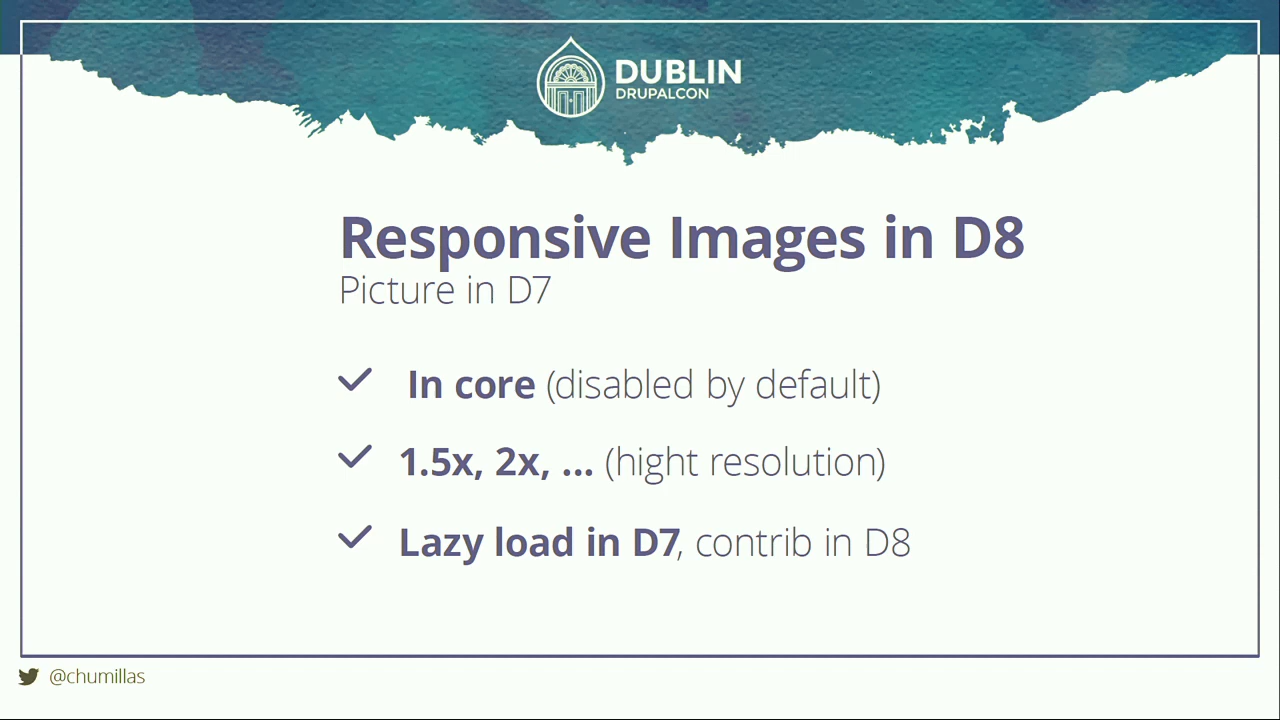 DUBLIN
DRUPALCON
Responsive Images in D8
Picture in D7
In core (disabled by default)
1.5x, 2x, ... (hight resolution)
Lazy load in D7, contrib in D8
@chumillas